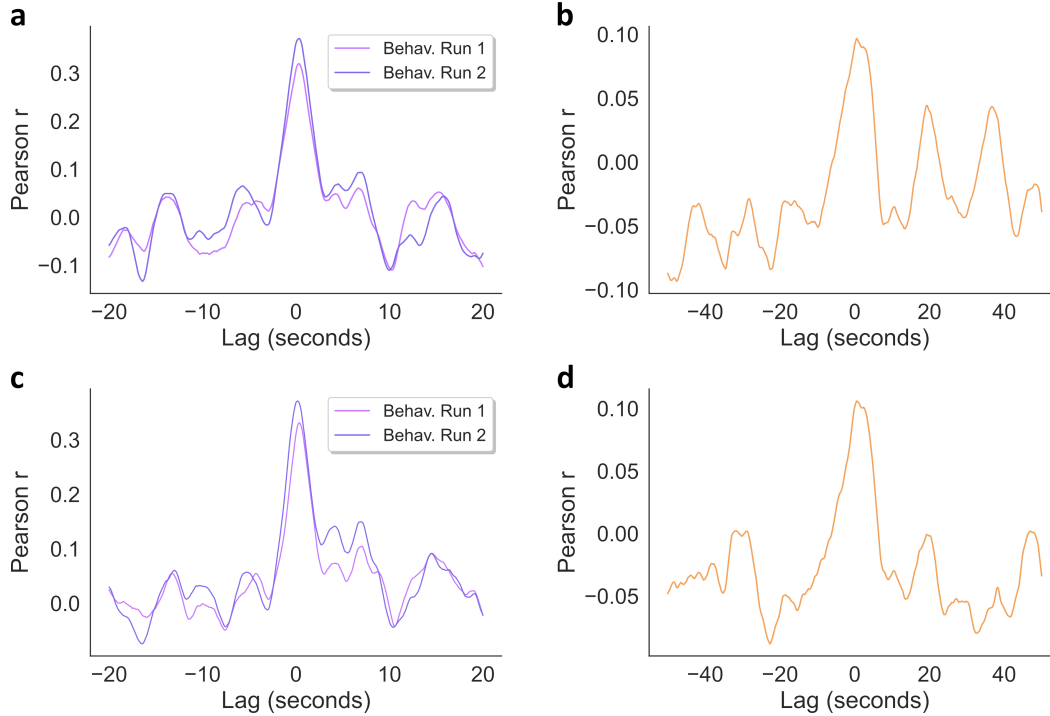 a
Pearson r
0.3
0.2
0.1
0.0
−0.1
Behav. Run 1
Behav. Run 2
−20 −10 0 10 20
Lag (seconds)
b
Pearson r
0.10
0.05
0.00
−0.05
−0.10
−40 −20 0 20 40
Lag (seconds)
c
Pearson r
0.3
0.2
0.1
0.0
Behav. Run 1
Behav. Run 2
−20 −10 0 10 20
Lag (seconds)
d
Pearson r
0.10
0.05
0.00
−0.05
−40 −20 0 20 40
Lag (seconds)